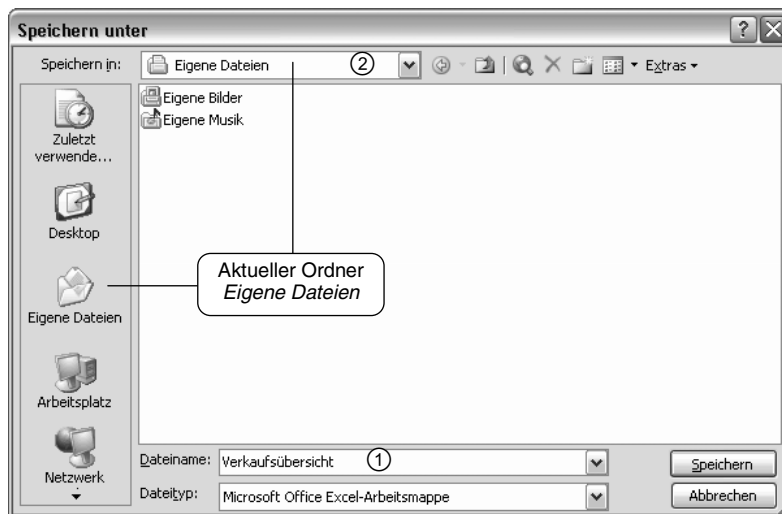 Speichern unter
Speichern in:
Eigene Dateien
②
Extras
Eigene Bilder
Eigene Musik
Zuletzt
verwende...
Desktop
Eigene Dateien
Arbeitsplatz
Netzwerk
Aktueller Ordner
Eigene Dateien
Dateiname:
Verkaufsübersicht
①
Speichern
Dateityp:
Microsoft Office Excel-Arbeitsmappe
Abbrechen